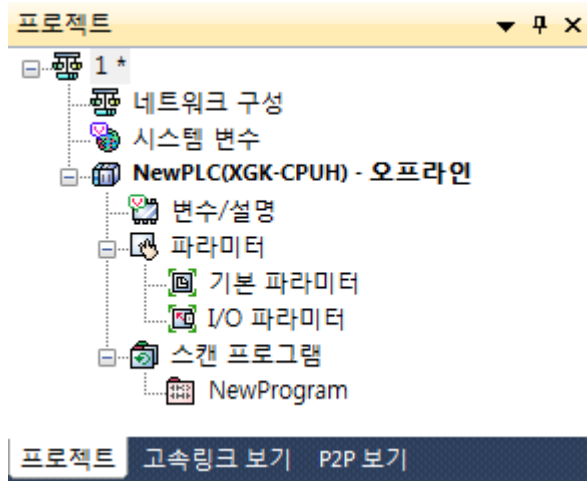 프로젝트
1 *
네트워크 구성
시스템 변수
NewPLC(XGK-CPUH) - 오프라인
변수/설명
파라미터
기본 파라미터
I/O 파라미터
스캔 프로그램
NewProgram
프로젝트 고속링크 보기 P2P 보기